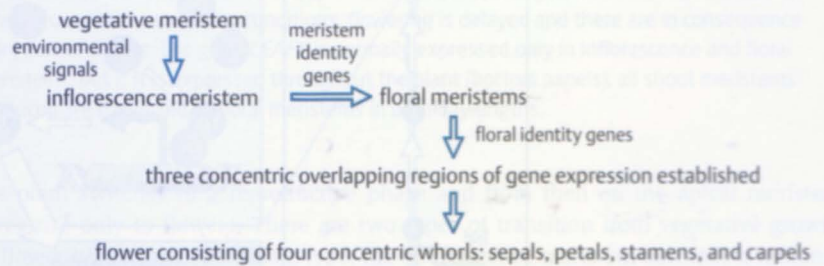 vegetative meristem
environmental
signals
meristem
identity
genes
inflorescence meristem
floral meristems
floral identity genes
three concentric overlapping regions of gene expression established
flower consisting of four concentric whorls: sepals, petals, stamens, and carpels